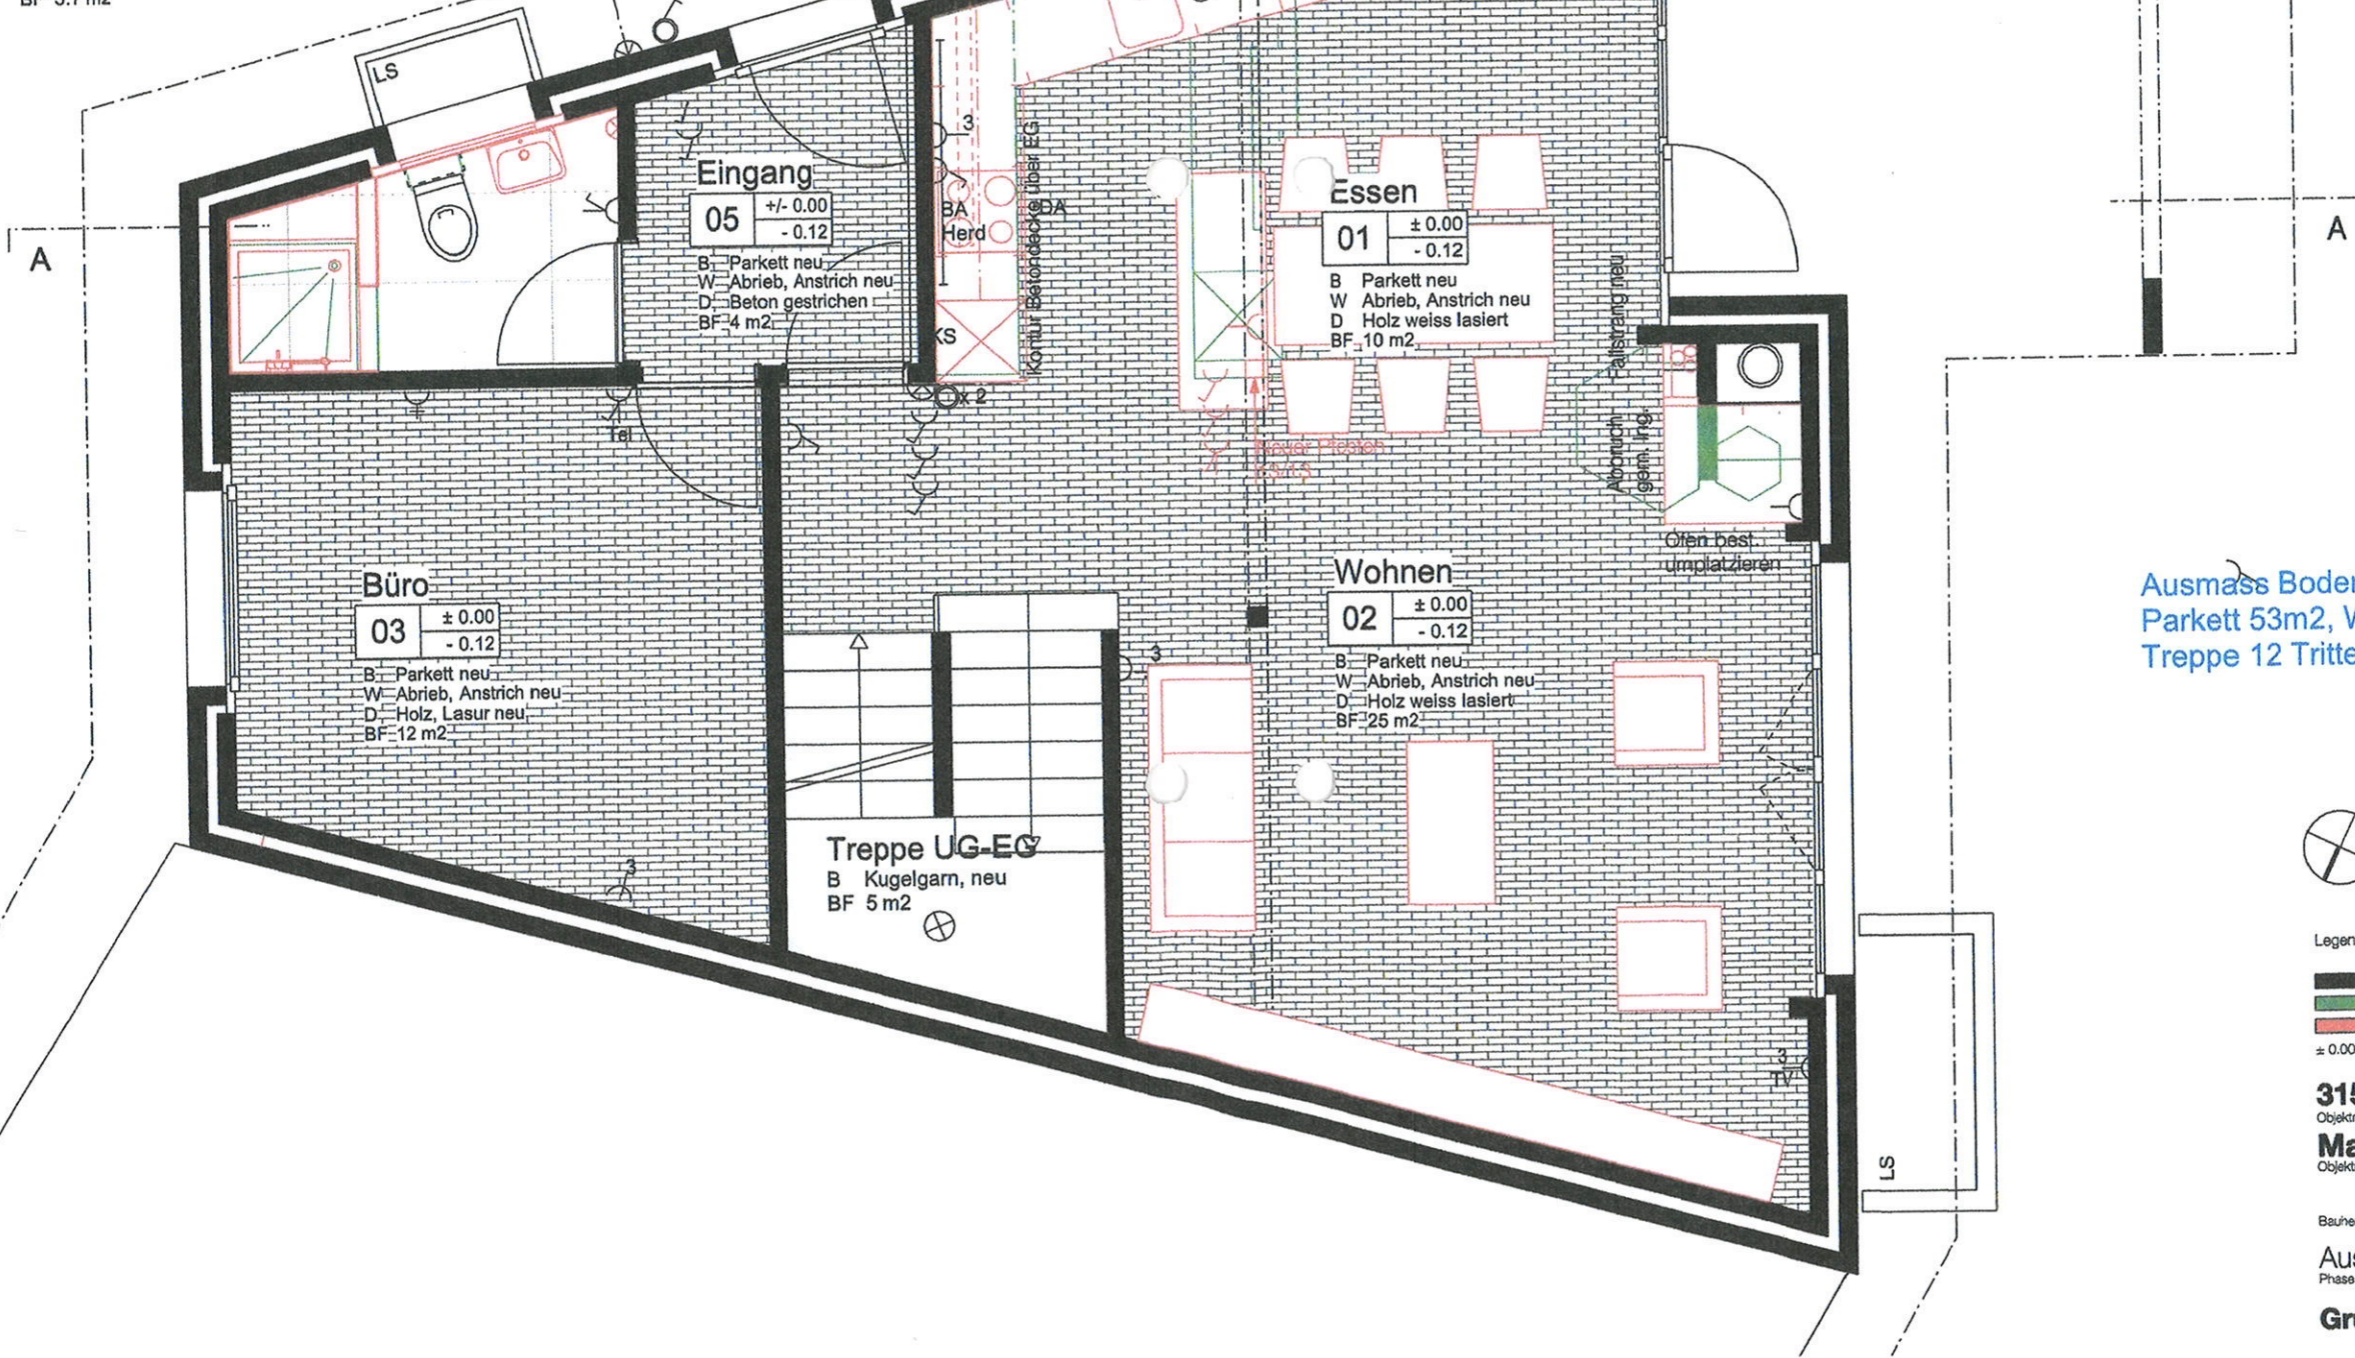 LS
A
Eingang
05
+/- 0.00
- 0.12
B Parkett neu
W Abrieb, Anstrich neu
D Beton gestrichen
BF 4 m2
3
BA
Herd
DA
KS
Kontur Betondecke über EG
x 2
Essen
01
± 0.00
- 0.12
B Parkett neu
W Abrieb, Anstrich neu
D Holz weiss lasiert
BF 10 m2
Neuer Pfosten
13/13
Abbruch Fallstrang neu
gem. Ing.
A
Tel
Ofen best.
umplatzieren
Büro
03
± 0.00
- 0.12
B Parkett neu
W Abrieb, Anstrich neu
D Holz, Lasur neu
BF 12 m2
3
Wohnen
02
± 0.00
- 0.12
B Parkett neu
W Abrieb, Anstrich neu
D Holz weiss lasiert
BF 25 m2
3
Treppe UG-EG
B Kugelgarn, neu
BF 5 m2
3
TV
LS
Ausmass Boden
Parkett 53m2,
Treppe 12 Tritte
Legen
± 0.00
315
Objektn
Ma
Objekt
Bauhe
Aus
Phase
Gr